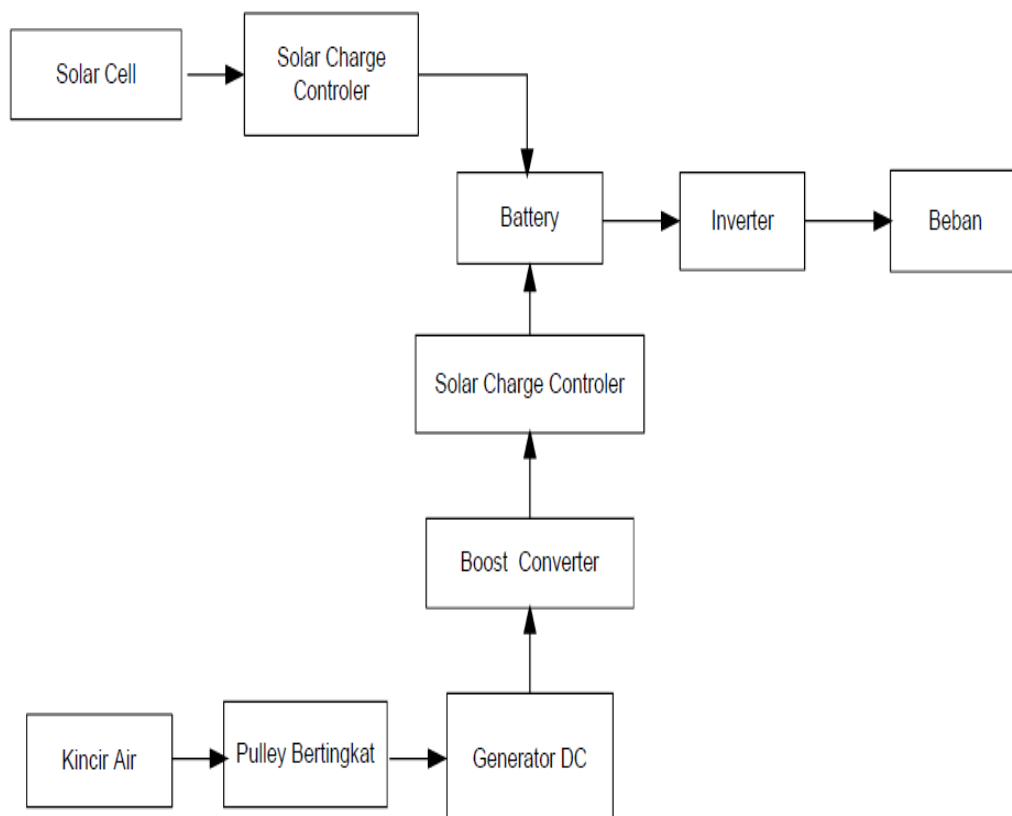 Solar Cell
Solar Charge
Controler
Battery
Inverter
Beban
Solar Charge Controler
Boost Converter
Kincir Air
Pulley Bertingkat
Generator DC